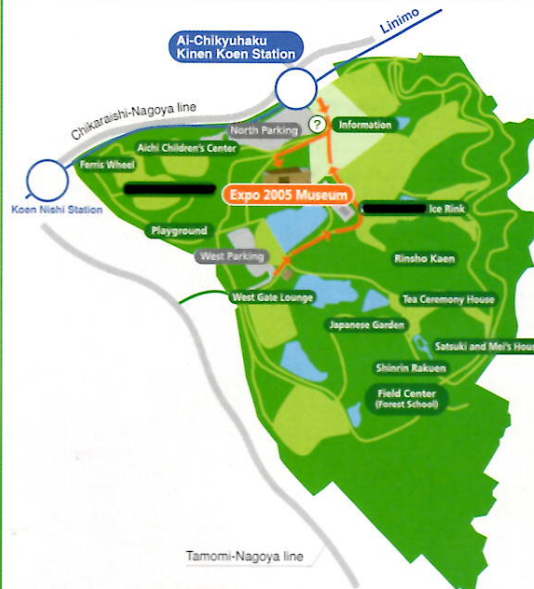 Ai-Chikyuhaku
Kinen Koen Station
Linimo
Chikaraishi-Nagoya line
North Parking
?
Information
Aichi Children's Center
Ferris Wheel
Expo 2005 Museum
Koen Nishi Station
Ice Rink
Playground
West Parking
Rinsho Kaen
West Gate Lounge
Tea Ceremony House
Japanese Garden
Satsuki and Mei's Hou
Shinrin Rakuen
Field Center
(Forest School)
Tamomi-Nagoya line